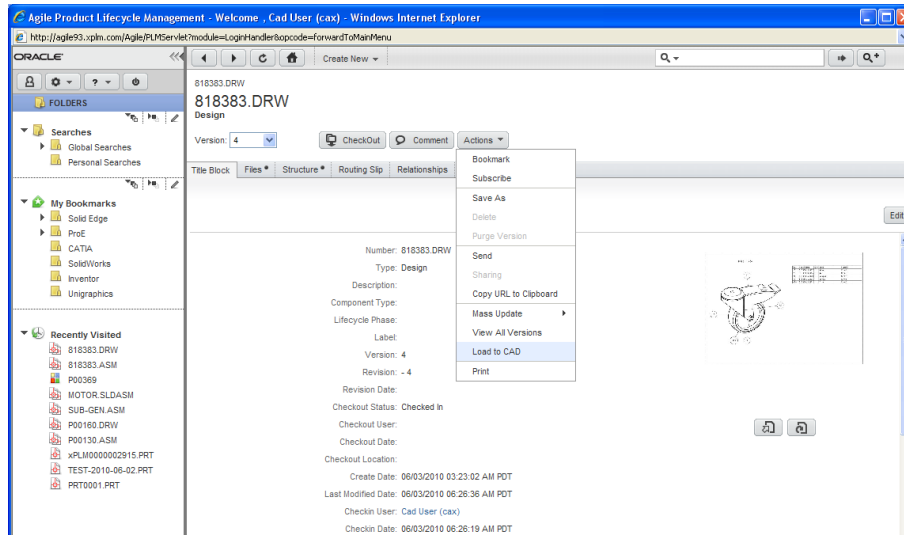 Agile Product Lifecycle Management - Welcome , Cad User (cax) - Windows Internet Explorer
http://agile93.xplm.com/Agile/PLMServlet?module=LoginHandler&opcode=forwardToMainMenu
ORACLE
Create New
FOLDERS
Searches
Global Searches
Personal Searches
My Bookmarks
Solid Edge
ProE
CATIA
SolidWorks
Inventor
Unigraphics
Recently Visited
818383.DRW
818383.ASM
P00369
MOTOR.SLDASM
SUB-GEN.ASM
P00160.DRW
P00130.ASM
xPLM0000002915.PRT
TEST-2010-06-02.PRT
PRT0001.PRT
818383.DRW
818383.DRW
Design
Version: 4 CheckOut Comment Actions
Title Block Files * Structure * Routing Slip Relationships
Bookmark
Subscribe
Save As
Delete
Purge Version
Send
Sharing
Copy URL to Clipboard
Mass Update
View All Versions
Load to CAD
Print
Edit
Number: 818383.DRW
Type: Design
Description:
Component Type:
Lifecycle Phase:
Label:
Version: 4
Revision: - 4
Revision Date:
Checkout Status: Checked In
Checkout User:
Checkout Date:
Checkout Location:
Create Date: 06/03/2010 03:23:02 AM PDT
Last Modified Date: 06/03/2010 06:26:36 AM PDT
Checkin User: Cad User (cax)
Checkin Date: 06/03/2010 06:26:19 AM PDT